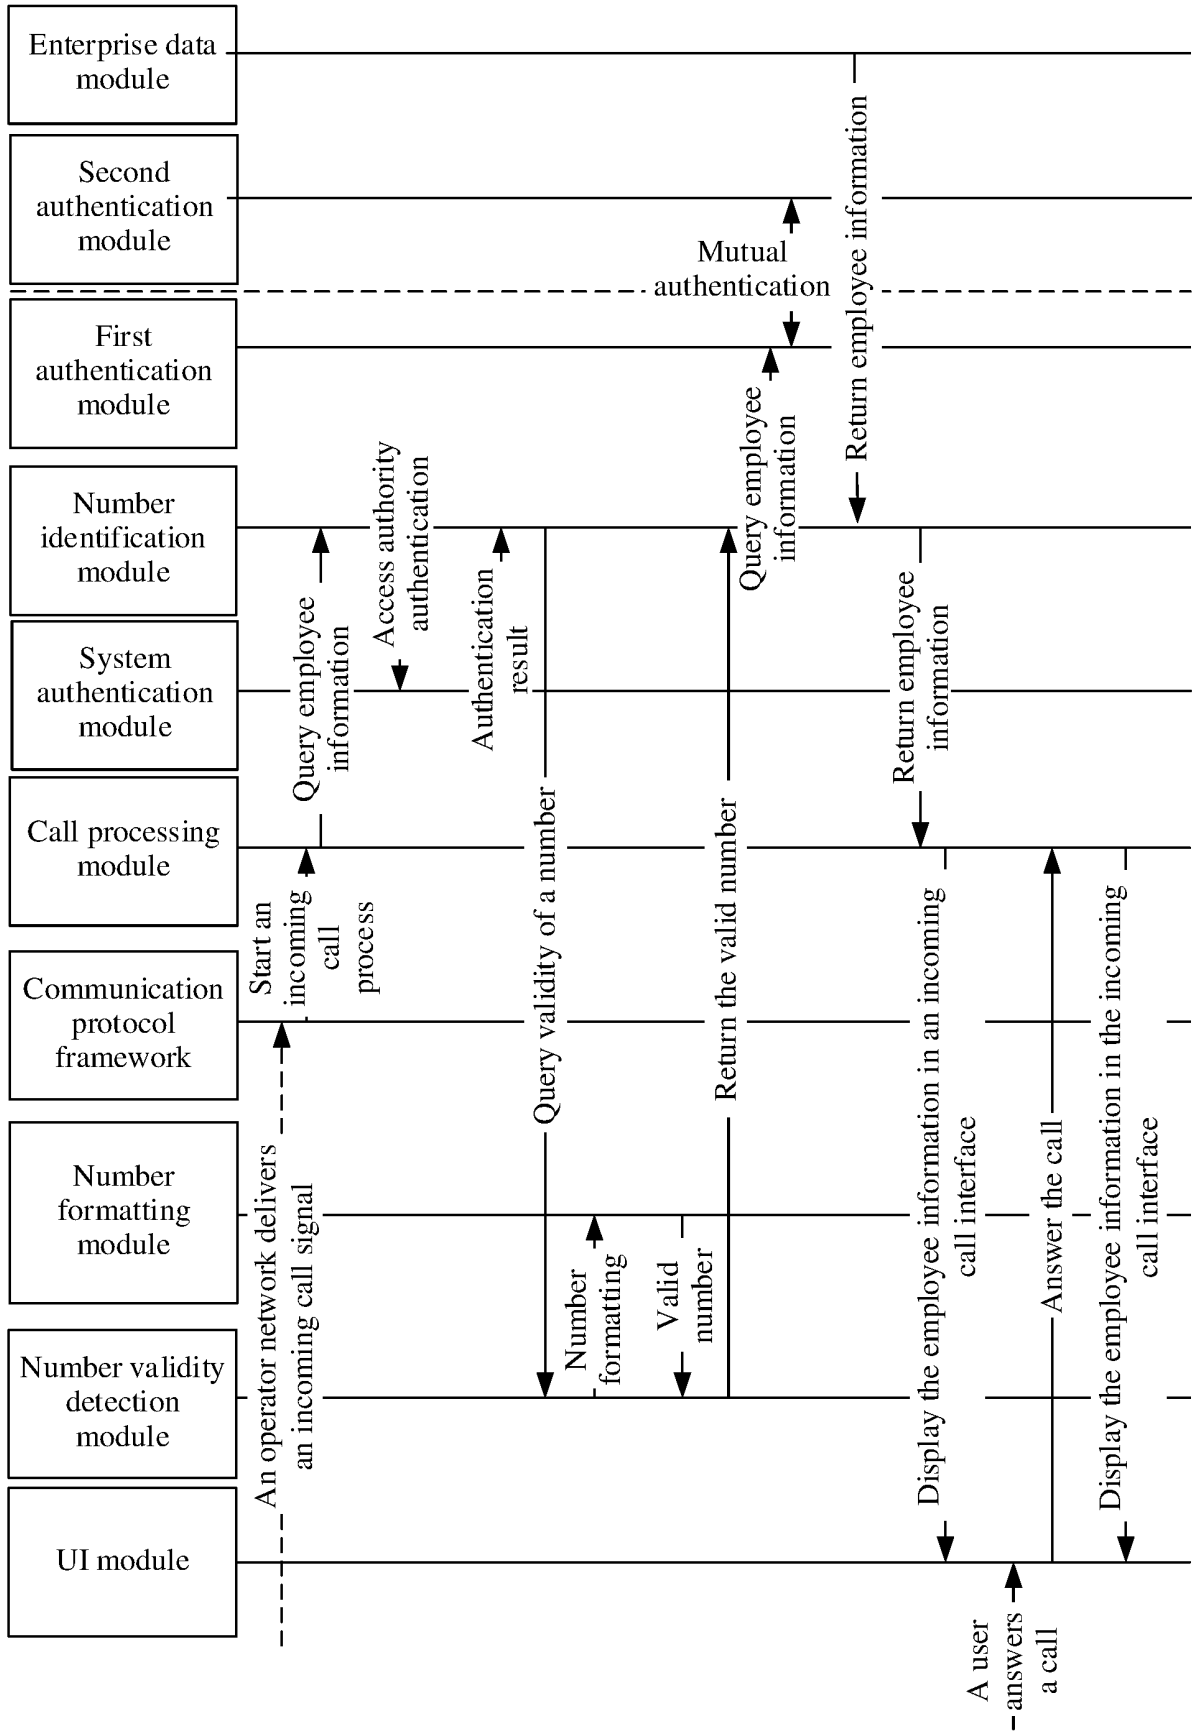 Enterprise data
module
Second
authentication
module
First
authentication
module
Number
identification
module
System
authentication
module
Call processing
module
Communication
protocol
framework
Number
formatting
module
Number validity
detection
module
UI module
An operator network delivers
an incoming call signal
Start an
incoming
call
process
Query employee
information
Access authority
authentication
Authentication
result
Query validity of a number
Number
formatting
Valid
number
Return the valid number
Query employee
information
Mutual
authentication
Return employee information
Return employee
information
Display the employee information in an incoming
call interface
A user
answers
a call
Answer the call
Display the employee information in the incoming
call interface